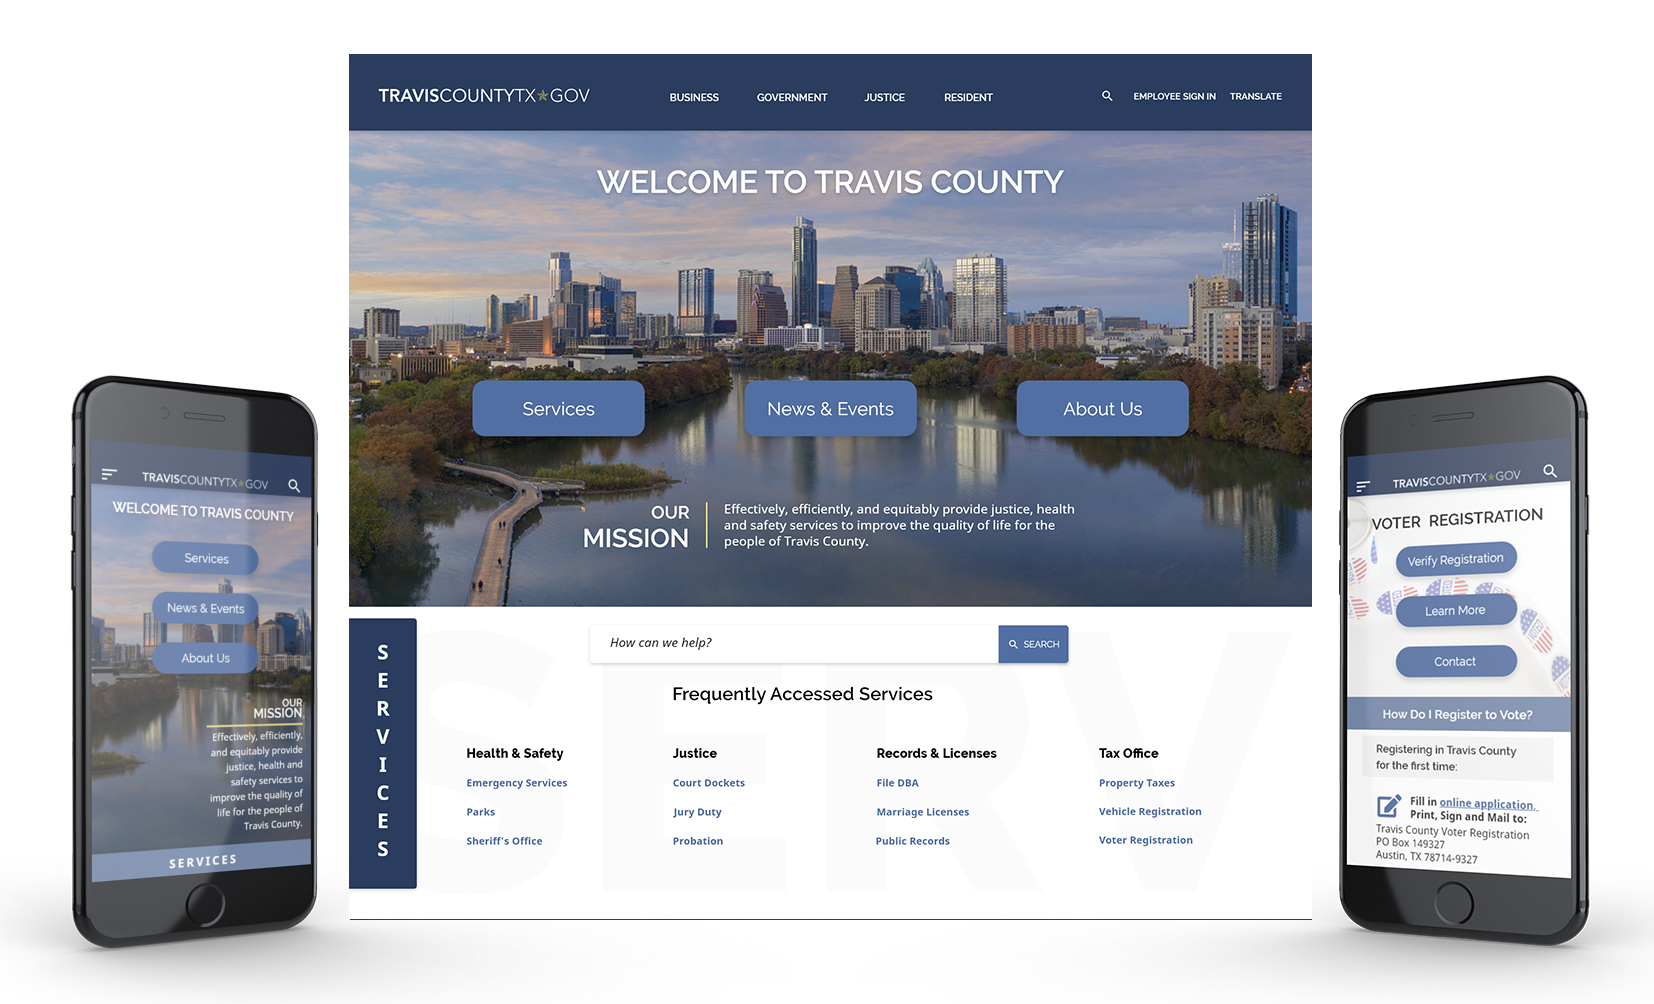 TRAVISCOUNTYTX★GOV
BUSINESS
GOVERNMENT
JUSTICE
RESIDENT
EMPLOYEE SIGN IN
TRANSLATE
WELCOME TO TRAVIS COUNTY
Services
News & Events
About Us
OUR
MISSION
Effectively, efficiently, and equitably provide justice, health
and safety services to improve the quality of life for the
people of Travis County.
SERV
SERVICES
How can we help?
SEARCH
Frequently Accessed Services
Health & Safety
Emergency Services
Parks
Sheriff's Office
Justice
Court Dockets
Jury Duty
Probation
Records & Licenses
File DBA
Marriage Licenses
Public Records
Tax Office
Property Taxes
Vehicle Registration
Voter Registration
TRAVISCOUNTYTX★GOV
WELCOME TO TRAVIS COUNTY
Services
News & Events
About Us
OUR
MISSION
Effectively, efficiently,
and equitably provide
justice, health and
safety services to
improve the quality of
life for the people of
Travis County.
SERVICES
TRAVISCOUNTYTX★GOV
VOTER REGISTRATION
Verify Registration
Learn More
Contact
How Do I Register to Vote?
Registering in Travis County
for the first time:
Fill in online application,
Print, Sign and Mail to:
Travis County Voter Registration
PO Box 149327
Austin, TX 78714-9327